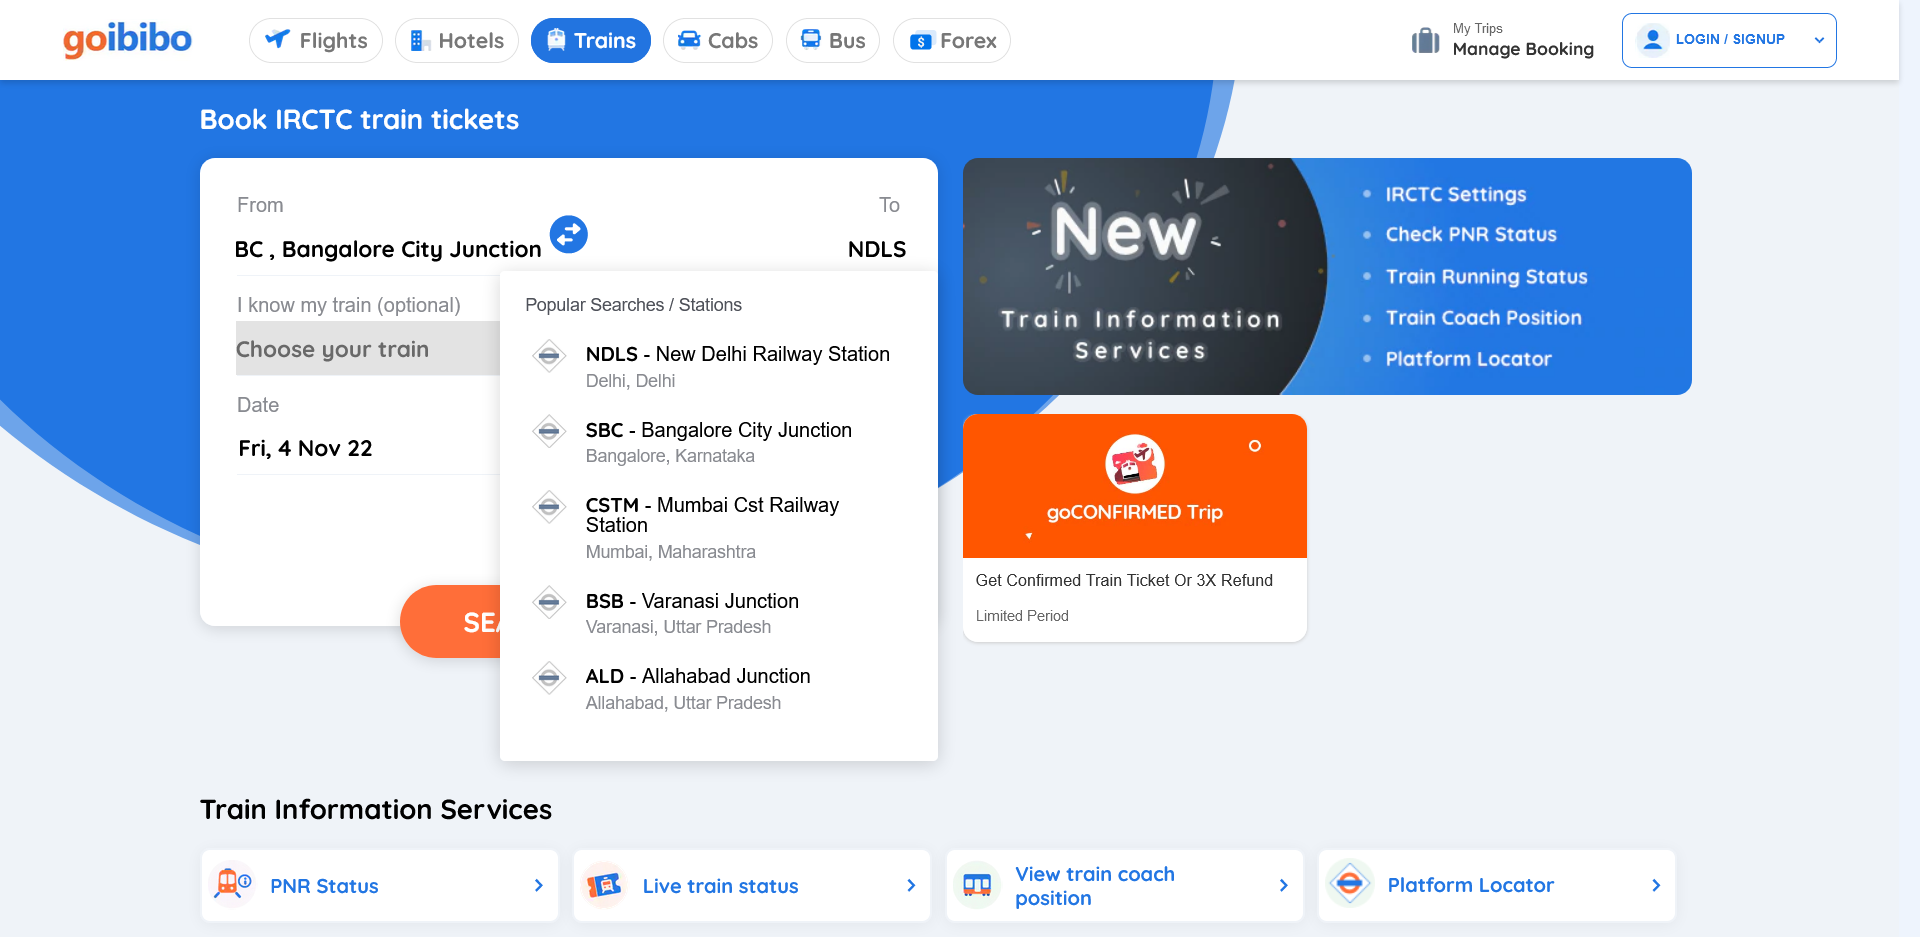 goibibo
Flights
Hotels
Trains
Cabs
Bus
$ Forex
My Trips
Manage Booking
LOGIN / SIGNUP
Book IRCTC train tickets
From
To
BC , Bangalore City Junction
NDLS
I know my train (optional)
Choose your train
Date
Fri, 4 Nov 22
SEA
Popular Searches / Stations
NDLS - New Delhi Railway Station
Delhi, Delhi
SBC - Bangalore City Junction
Bangalore, Karnataka
CSTM - Mumbai Cst Railway
Station
Mumbai, Maharashtra
BSB - Varanasi Junction
Varanasi, Uttar Pradesh
ALD - Allahabad Junction
Allahabad, Uttar Pradesh
New
Train Information
Services
IRCTC Settings
Check PNR Status
Train Running Status
Train Coach Position
Platform Locator
goCONFIRMED Trip
Get Confirmed Train Ticket Or 3X Refund
Limited Period
Train Information Services
PNR Status
Live train status
View train coach
position
Platform Locator